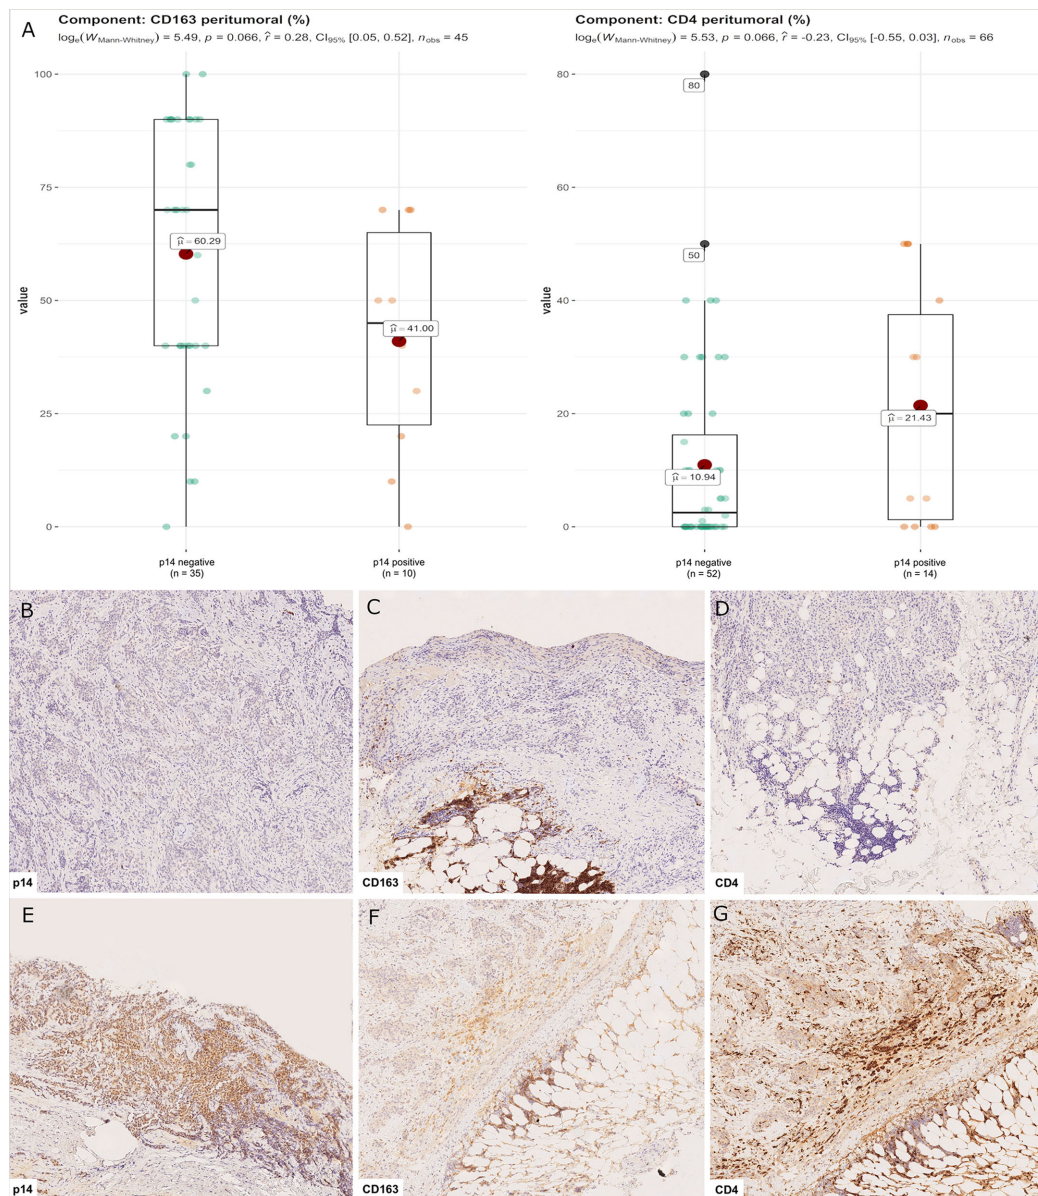 A
Component: CD163 peritumoral (%)
logₑ(W Mann-Whitney) = 5.49, p = 0.066, r̂ = 0.28, CI95% [0.05, 0.52], nobs = 45
value
100
75
50
25
0
μ̂ = 60.29
μ̂ = 41.00
p14 negative
(n = 35)
p14 positive
(n = 10)
Component: CD4 peritumoral (%)
logₑ(W Mann-Whitney) = 5.53, p = 0.066, r̂ = -0.23, CI95% [-0.55, 0.03], nobs = 66
value
80
60
40
20
0
80
50
μ̂ = 10.94
μ̂ = 21.43
p14 negative
(n = 52)
p14 positive
(n = 14)
B
p14
C
CD163
D
CD4
E
p14
F
CD163
G
CD4